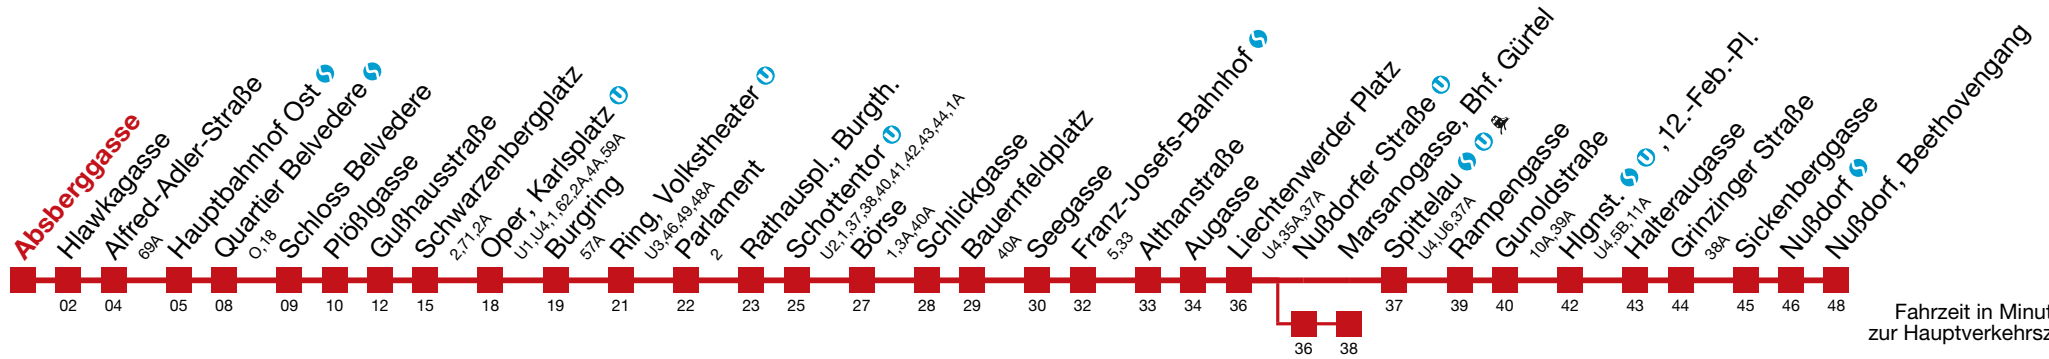 Absberggasse
Hlawkagasse
Alfred-Adler-Straße
69A
Hauptbahnhof Ost
Quartier Belvedere
O, 18
Schloss Belvedere
Plößlgasse
Gußhausstraße
Schwarzenbergplatz
2,71,2A
Oper, Karlsplatz U
U1,U4,1,62,2A,4A,59A
Burgring
57A
Ring, Volkstheater U
U3,46,49,48A
Parlament
2
Rathauspl., Burgth.
Schottentor U
U2,1,37,38,40,41,42,43,44,1A
Börse
1,3A,40A
Schlickgasse
Bauernfeldplatz
40A
Seegasse
Franz-Josefs-Bahnhof
5,33
Althanstraße
Augasse
Liechtenwerder Platz
U4,35A,37A
Nußdorfer Straße U
Marsanogasse, Bhf. Gürtel
Spittelau U
U4,U6,37A
Rampengasse
Gunoldstraße
10A,39A
Hlgnst. U , 12.-Feb.-Pl.
U4,5B,11A
Halteraugasse
Grinzinger Straße
38A
Sickenberggasse
Nußdorf
Nußdorf, Beethovengang
02 04 05 08 09 10 12 15 18 19 21 22 23 25 27 28 29 30 32 33 34 36 37 39 40 42 43 44 45 46 48
36 38
Fahrzeit in Minut
zur Hauptverkehrsz